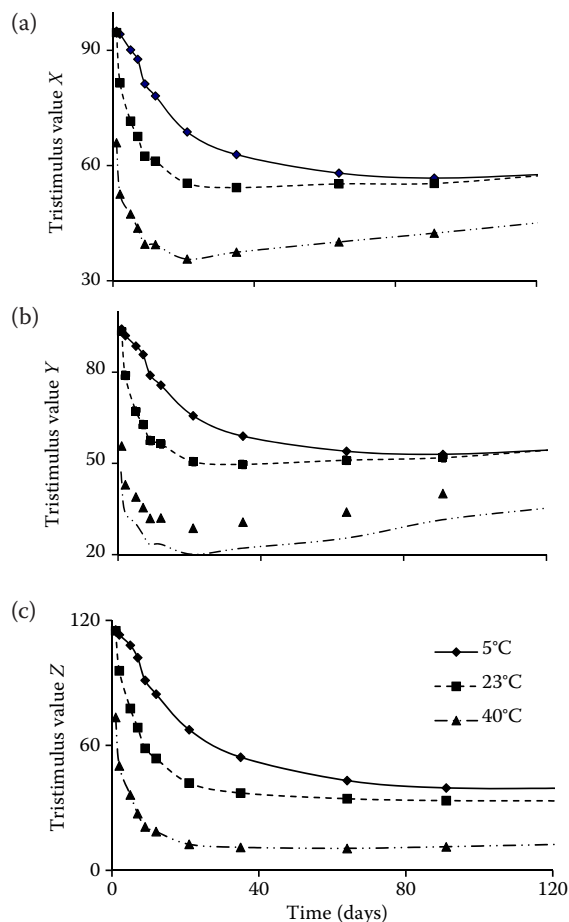 (a)
Tristimulus value X
90
60
30
(b)
Tristimulus value Y
80
50
20
(c)
Tristimulus value Z
120
60
0
5°C
23°C
40°C
0
40
80
120
Time (days)